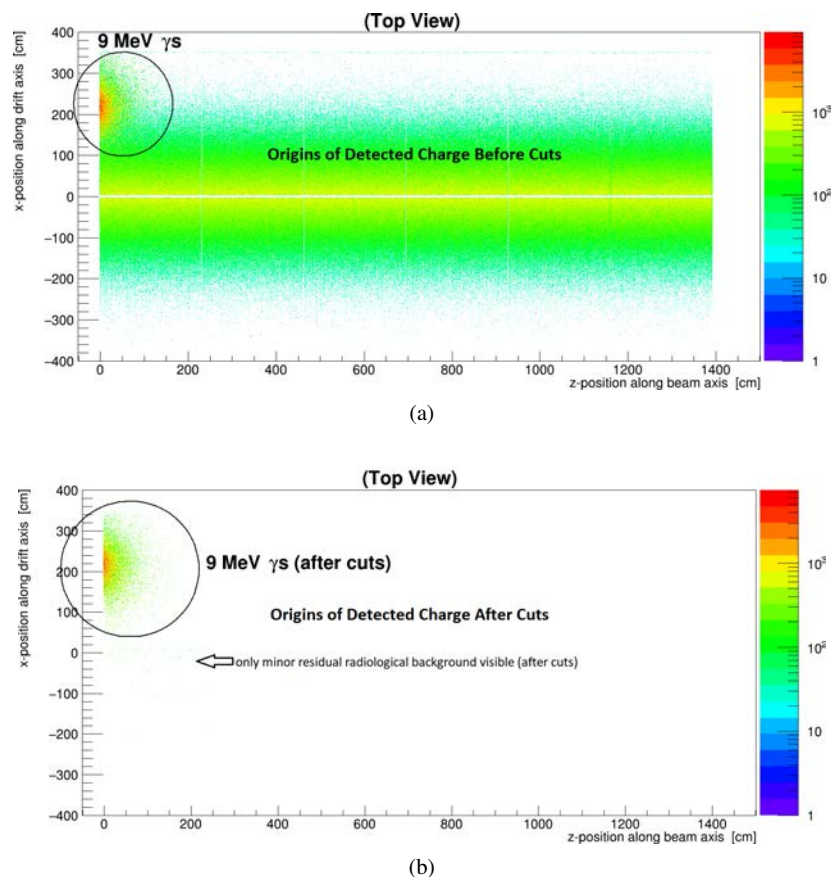 (Top View)
x-position along drift axis [cm]
9 MeV γs
Origins of Detected Charge Before Cuts
400
300
200
100
0
−100
−200
−300
−400
0 200 400 600 800 1000 1200 1400
z-position along beam axis [cm]
10³
10²
10
1
(a)
(Top View)
x-position along drift axis [cm]
9 MeV γs (after cuts)
Origins of Detected Charge After Cuts
only minor residual radiological background visible (after cuts)
400
300
200
100
0
−100
−200
−300
−400
0 200 400 600 800 1000 1200 1400
z-position along beam axis [cm]
10³
10²
10
1
(b)